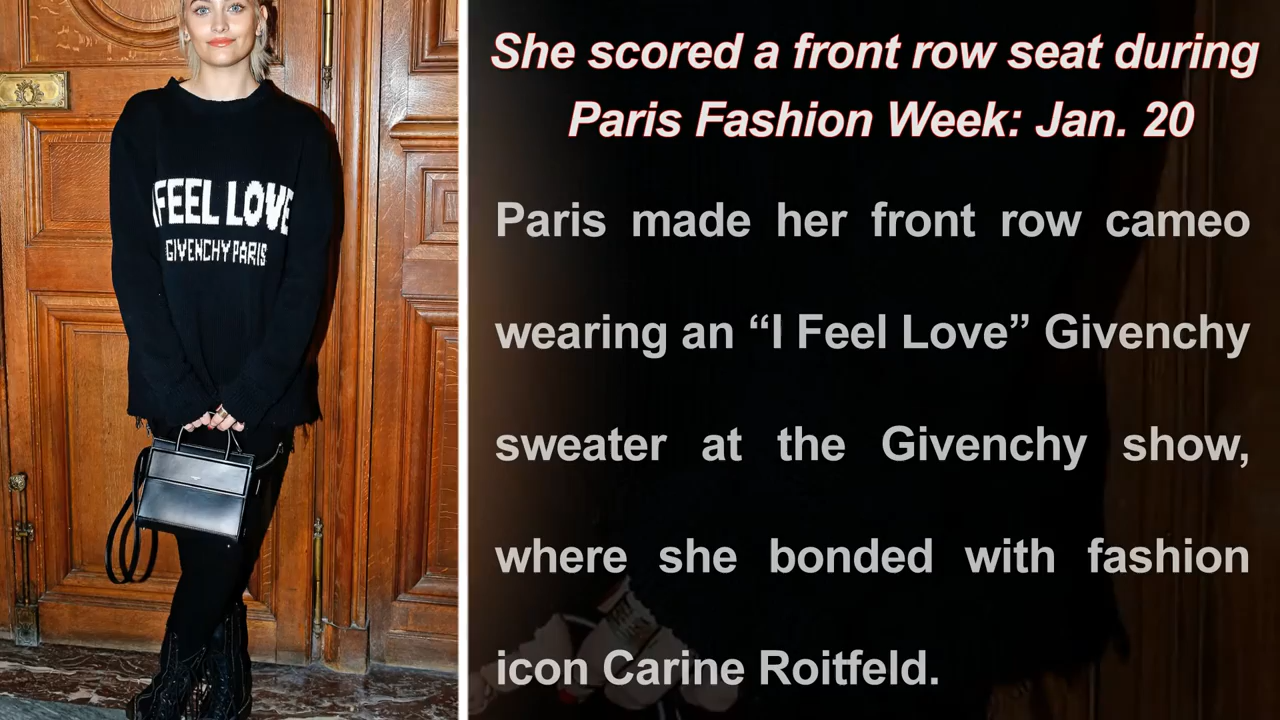 She scored a front row seat during
Paris Fashion Week: Jan. 20
I FEEL LOVE
GIVENCHY PARIS
Paris made her front row cameo
wearing an “I Feel Love” Givenchy
sweater at the Givenchy show,
where she bonded with fashion
icon Carine Roitfeld.